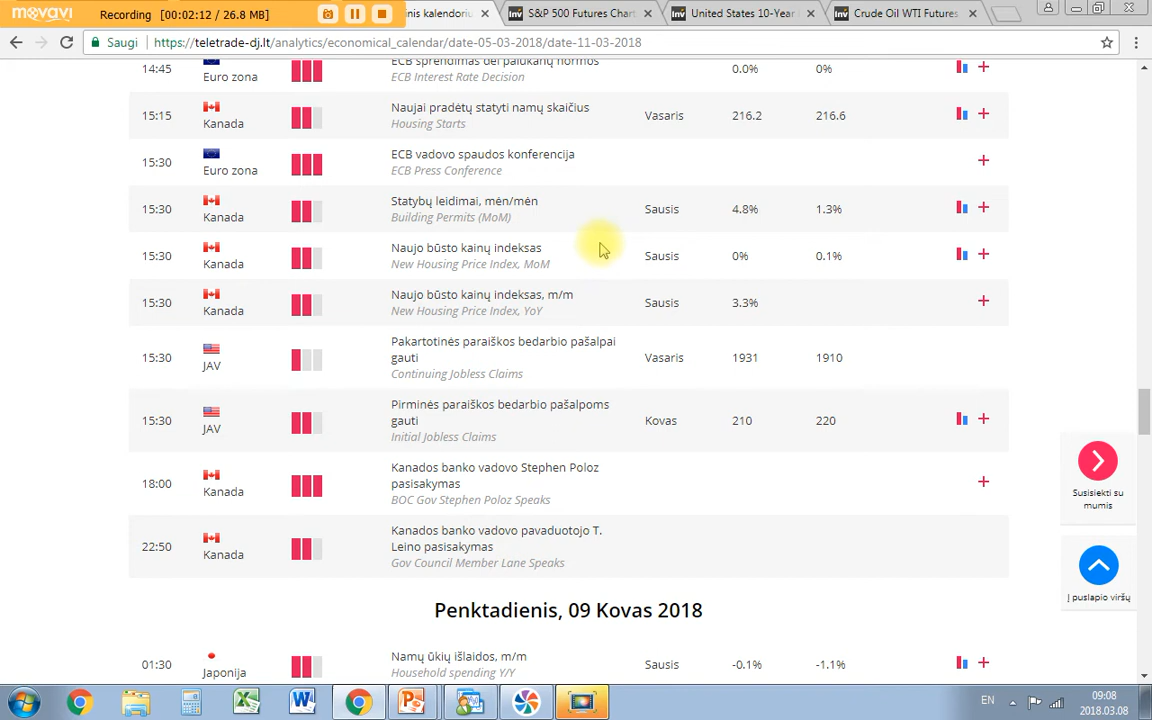 movavi Recording [00:02:12 / 26.8 MB]
inis kalendoriu
S&P 500 Futures Chart
United States 10-Year
Crude Oil WTI Futures
Saugi https://teletrade-dj.lt/analytics/economical_calendar/date-05-03-2018/date-11-03-2018
14:45 Euro zona ECB sprendimas dėl palūkanų normos 0.0% 0%
ECB Interest Rate Decision
15:15 Kanada Naujai pradėtų statyti namų skaičius Vasaris 216.2 216.6
Housing Starts
15:30 Euro zona ECB vadovo spaudos konferencija
ECB Press Conference
15:30 Kanada Statybų leidimai, mėn/mėn Sausis 4.8% 1.3%
Building Permits (MoM)
15:30 Kanada Naujo būsto kainų indeksas Sausis 0% 0.1%
New Housing Price Index, MoM
15:30 Kanada Naujo būsto kainų indeksas, m/m Sausis 3.3%
New Housing Price Index, YoY
15:30 JAV Pakartotinės paraiškos bedarbio pašalpai Vasaris 1931 1910
gauti
Continuing Jobless Claims
15:30 JAV Pirminės paraiškos bedarbio pašalpoms Kovas 210 220
gauti
Initial Jobless Claims
18:00 Kanada Kanados banko vadovo Stephen Poloz
pasisakymas
BOC Gov Stephen Poloz Speaks
22:50 Kanada Kanados banko vadovo pavaduotojo T.
Leino pasisakymas
Gov Council Member Lane Speaks
Susisiekti su
mumis
Į puslapio viršų
Penktadienis, 09 Kovas 2018
01:30 Japonija Namų ūkių išlaidos, m/m Sausis -0.1% -1.1%
Household spending Y/Y
EN 09:08
2018.03.08